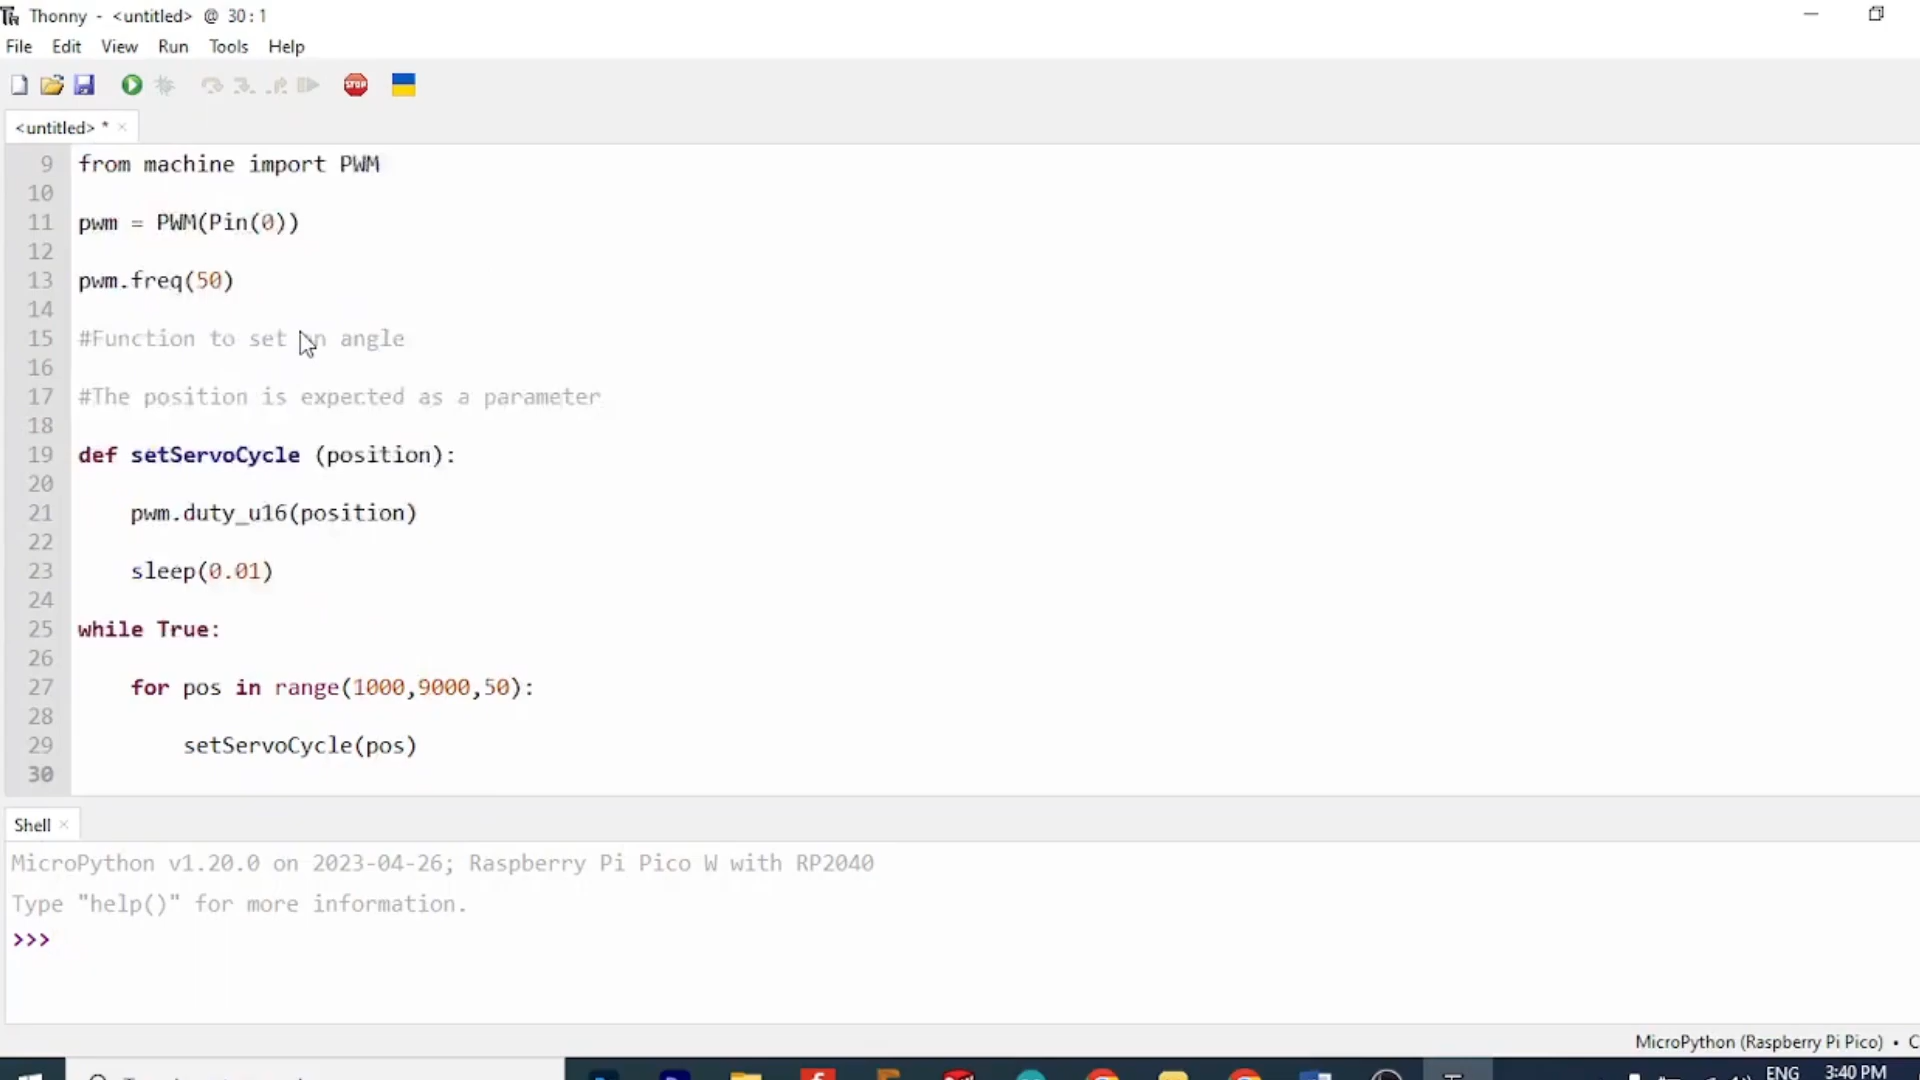 Thonny - <untitled> @ 30:1
File Edit View Run Tools Help
STOP
<untitled> *
9 from machine import PWM
10
11 pwm = PWM(Pin(0))
12
13 pwm.freq(50)
14
15 #Function to set an angle
16
17 #The position is expected as a parameter
18
19 def setServoCycle (position):
20
21 pwm.duty_u16(position)
22
23 sleep(0.01)
24
25 while True:
26
27 for pos in range(1000,9000,50):
28
29 setServoCycle(pos)
30
Shell
MicroPython v1.20.0 on 2023-04-26; Raspberry Pi Pico W with RP2040
Type "help()" for more information.
>>>
MicroPython (Raspberry Pi Pico) • C
ENG 3:40 PM